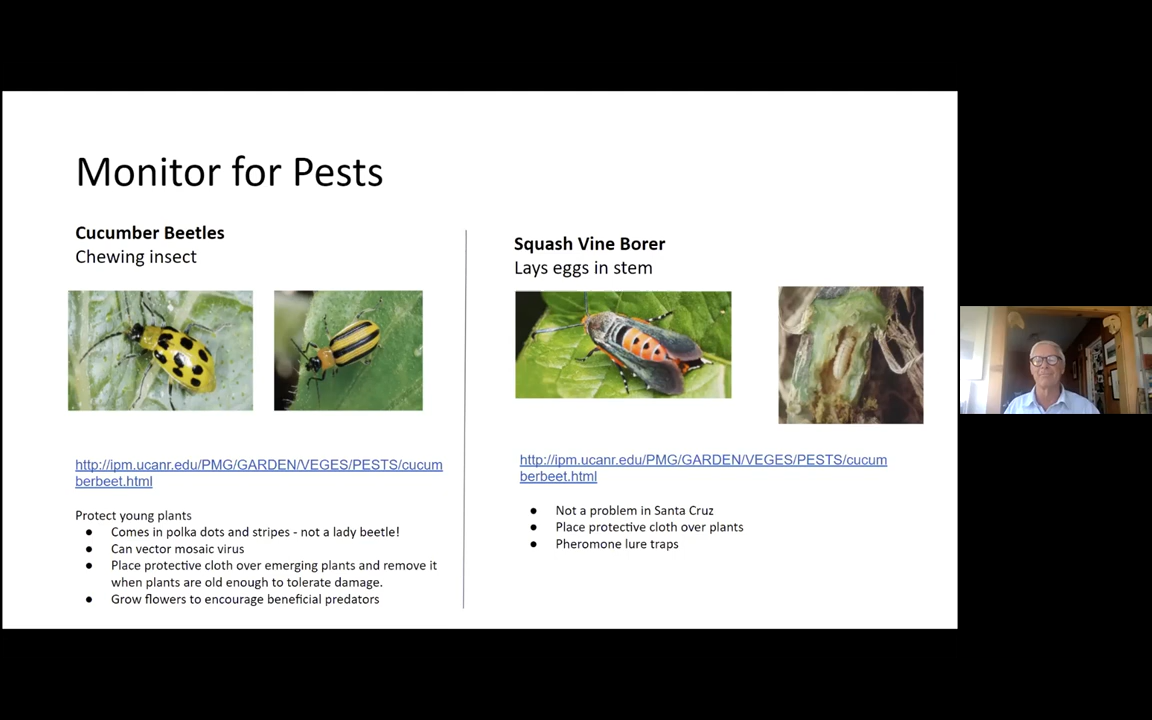 Monitor for Pests
Cucumber Beetles
Chewing insect
http://ipm.ucanr.edu/PMG/GARDEN/VEGES/PESTS/cucum
berbeet.html
Protect young plants
● Comes in polka dots and stripes - not a lady beetle!
● Can vector mosaic virus
● Place protective cloth over emerging plants and remove it
when plants are old enough to tolerate damage.
● Grow flowers to encourage beneficial predators
Squash Vine Borer
Lays eggs in stem
http://ipm.ucanr.edu/PMG/GARDEN/VEGES/PESTS/cucum
berbeet.html
● Not a problem in Santa Cruz
● Place protective cloth over plants
● Pheromone lure traps